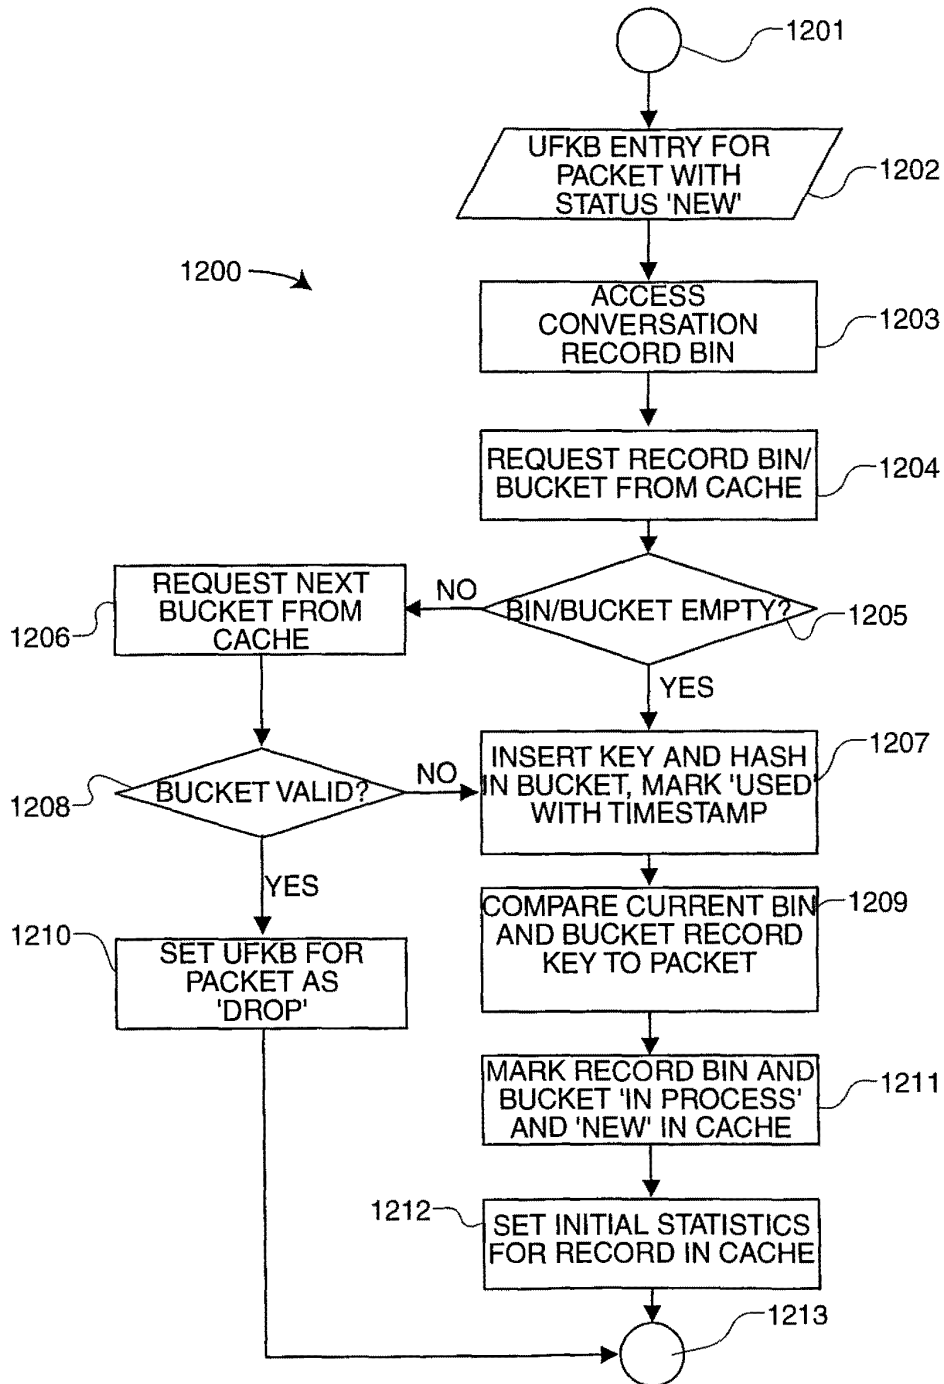 1201
UFKB ENTRY FOR
PACKET WITH
STATUS 'NEW'
1202
1200
ACCESS
CONVERSATION
RECORD BIN
1203
REQUEST RECORD BIN/
BUCKET FROM CACHE
1204
REQUEST NEXT
BUCKET FROM
CACHE
1206
NO
BIN/BUCKET EMPTY?
1205
YES
INSERT KEY AND HASH
IN BUCKET, MARK 'USED'
WITH TIMESTAMP
1207
1208
BUCKET VALID?
NO
YES
COMPARE CURRENT BIN
AND BUCKET RECORD
KEY TO PACKET
1209
1210
SET UFKB FOR
PACKET AS
'DROP'
MARK RECORD BIN AND
BUCKET 'IN PROCESS'
AND 'NEW' IN CACHE
1211
1212
SET INITIAL STATISTICS
FOR RECORD IN CACHE
1213